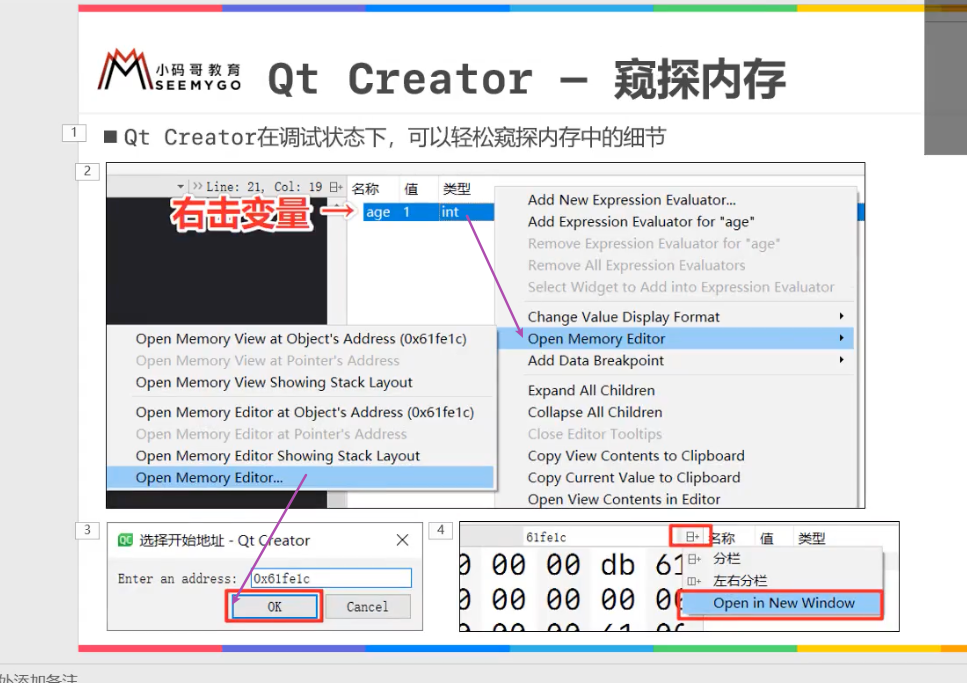 小码哥教育
SEEMYGO
Qt Creator – 窥探内存
1
Qt Creator在调试状态下，可以轻松窥探内存中的细节
2
Line: 21, Col: 19
名称 值 类型
右击变量
age 1 int
Add New Expression Evaluator...
Add Expression Evaluator for "age"
Remove Expression Evaluator for "age"
Remove All Expression Evaluators
Select Widget to Add into Expression Evaluator
Change Value Display Format
Open Memory Editor
Add Data Breakpoint
Expand All Children
Collapse All Children
Close Editor Tooltips
Copy View Contents to Clipboard
Copy Current Value to Clipboard
Open View Contents in Editor
Open Memory View at Object's Address (0x61fe1c)
Open Memory View at Pointer's Address
Open Memory View Showing Stack Layout
Open Memory Editor at Object's Address (0x61fe1c)
Open Memory Editor at Pointer's Address
Open Memory Editor Showing Stack Layout
Open Memory Editor...
3
QC 选择开始地址 - Qt Creator
Enter an address: 0x61fe1c
OK Cancel
4
61fe1c
名称 值 类型
00 00 db 61
00 00 00
分栏
左右分栏
Open in New Window
处添加备注